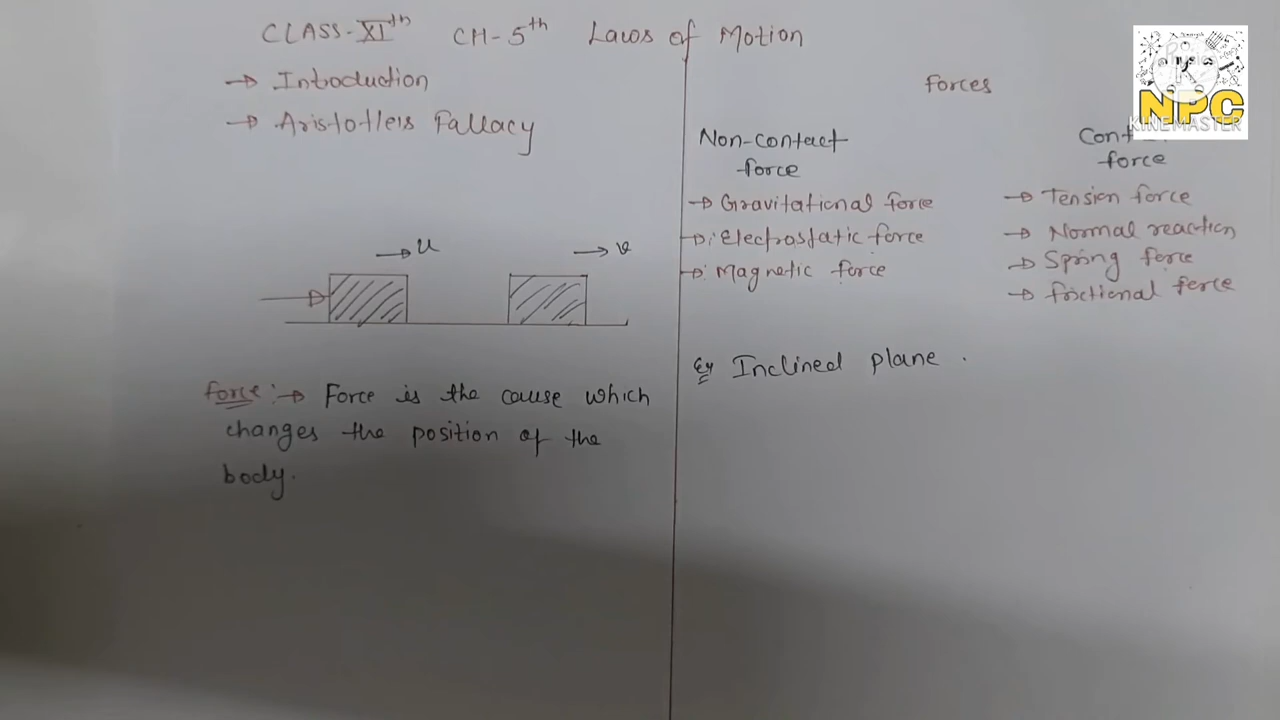 CLASS-XIth CH-5th Laws of Motion
→ Introduction
→ Aristotleis Fallacy
→ u
→ v
force :→ Force is the cause which
changes the position of the
body.
forces
Non-contact
force
→ Gravitational force
→ Electrostatic force
→ Magnetic force
force
→ Tension force
→ Normal reaction
→ Spring force
→ frictional force
Ex Inclined plane .
Physics
NPC
KINEMASTER